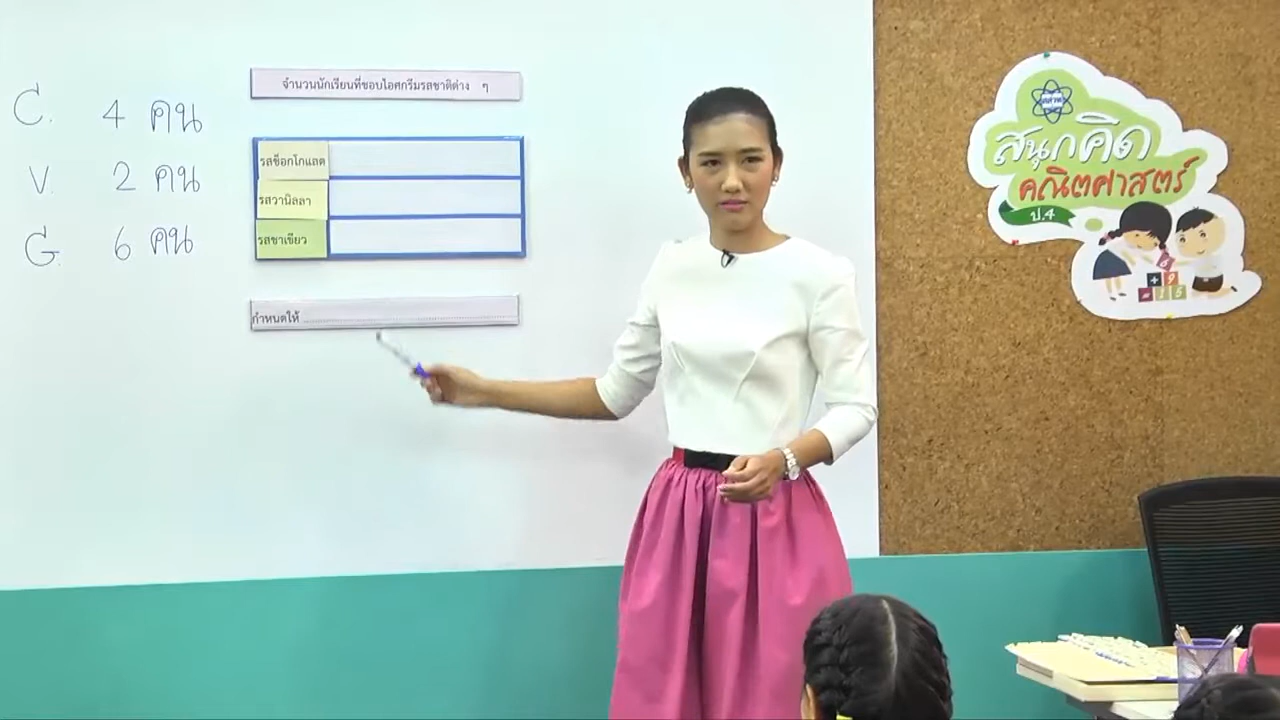 C. 4 คน
V. 2 คน
G. 6 คน
จำนวนนักเรียนที่ชอบไอศกรีมรสชาติต่าง ๆ
รสช็อกโกแลต
รสวานิลลา
รสชาเขียว
กำหนดให้
สสวท
สนุกคิด
คณิตศาสตร์
ป.4